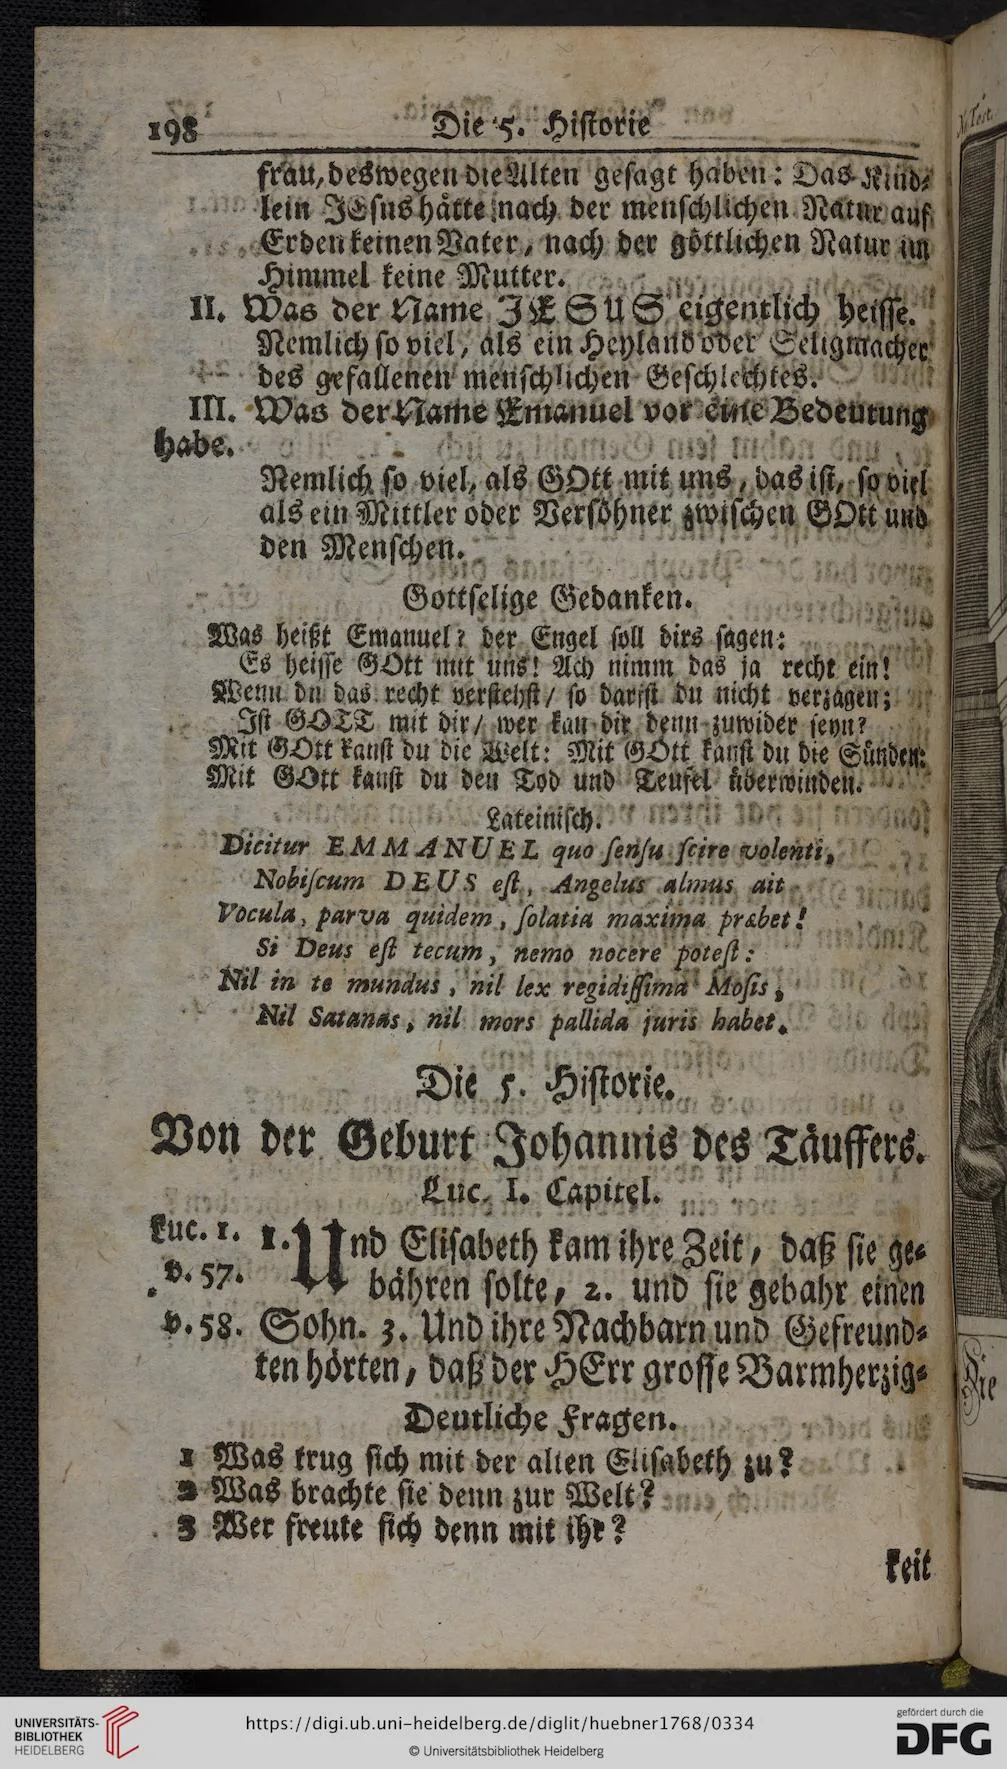 198 Die 5. Historie
frau, deswegen die Alten gesagt haben: Das Kind-
lein JEsus hätte nach der menschlichen Natur auf
Erden keinen Vater, nach der göttlichen Natur im
Himmel keine Mutter.
II. Was der Name JESUS eigentlich heisse.
Nemlich so viel, als ein Heyland oder Seligmacher
des gefallenen menschlichen Geschlechtes.
III. Was der Name Emanuel vor eine Bedeutung
habe.
Nemlich so viel, als GOtt mit uns, das ist, so viel
als ein Mittler oder Versöhner zwischen GOtt und
den Menschen.
Gottselige Gedanken.
Was heißt Emanuel? der Engel soll dirs sagen:
Es heisse GOtt mit uns! Ach nimm das ja recht ein!
Wenn du das recht verstehst/ so darfst du nicht verzagen;
Ist GOTT mit dir/ wer kan dir denn zuwider seyn?
Mit GOtt kanst du die Welt: Mit GOtt kanst du die Sünden:
Mit GOtt kanst du den Tod und Teufel überwinden.
Lateinisch.
Dicitur EMMANUEL quo ſenſu ſcire volenti,
Nobiſcum DEUS eſt, Angelus almus ait
Vocula, parva quidem, ſolatia maxima præbet!
Si Deus eſt tecum, nemo nocere poteſt:
Nil in te mundus, nil lex regidiſſima Moſis,
Nil Satanas, nil mors pallida juris habet.
Die 5. Historie.
Von der Geburt Johannis des Täuffers.
Luc. I. Capitel.
Luc. 1. 1. Und Elisabeth kam ihre Zeit, daß sie ge-
v. 57. bähren solte, 2. und sie gebahr einen
v. 58. Sohn. 3. Und ihre Nachbarn und Gefreund-
ten hörten, daß der HErr grosse Barmherzig-
Deutliche Fragen.
1 Was trug sich mit der alten Elisabeth zu?
2 Was brachte sie denn zur Welt?
3 Wer freute sich denn mit ihr?
keit
N. Test.
Die
UNIVERSITÄTS-
BIBLIOTHEK
HEIDELBERG
https://digi.ub.uni-heidelberg.de/diglit/huebner1768/0334
© Universitätsbibliothek Heidelberg
gefördert durch die
DFG